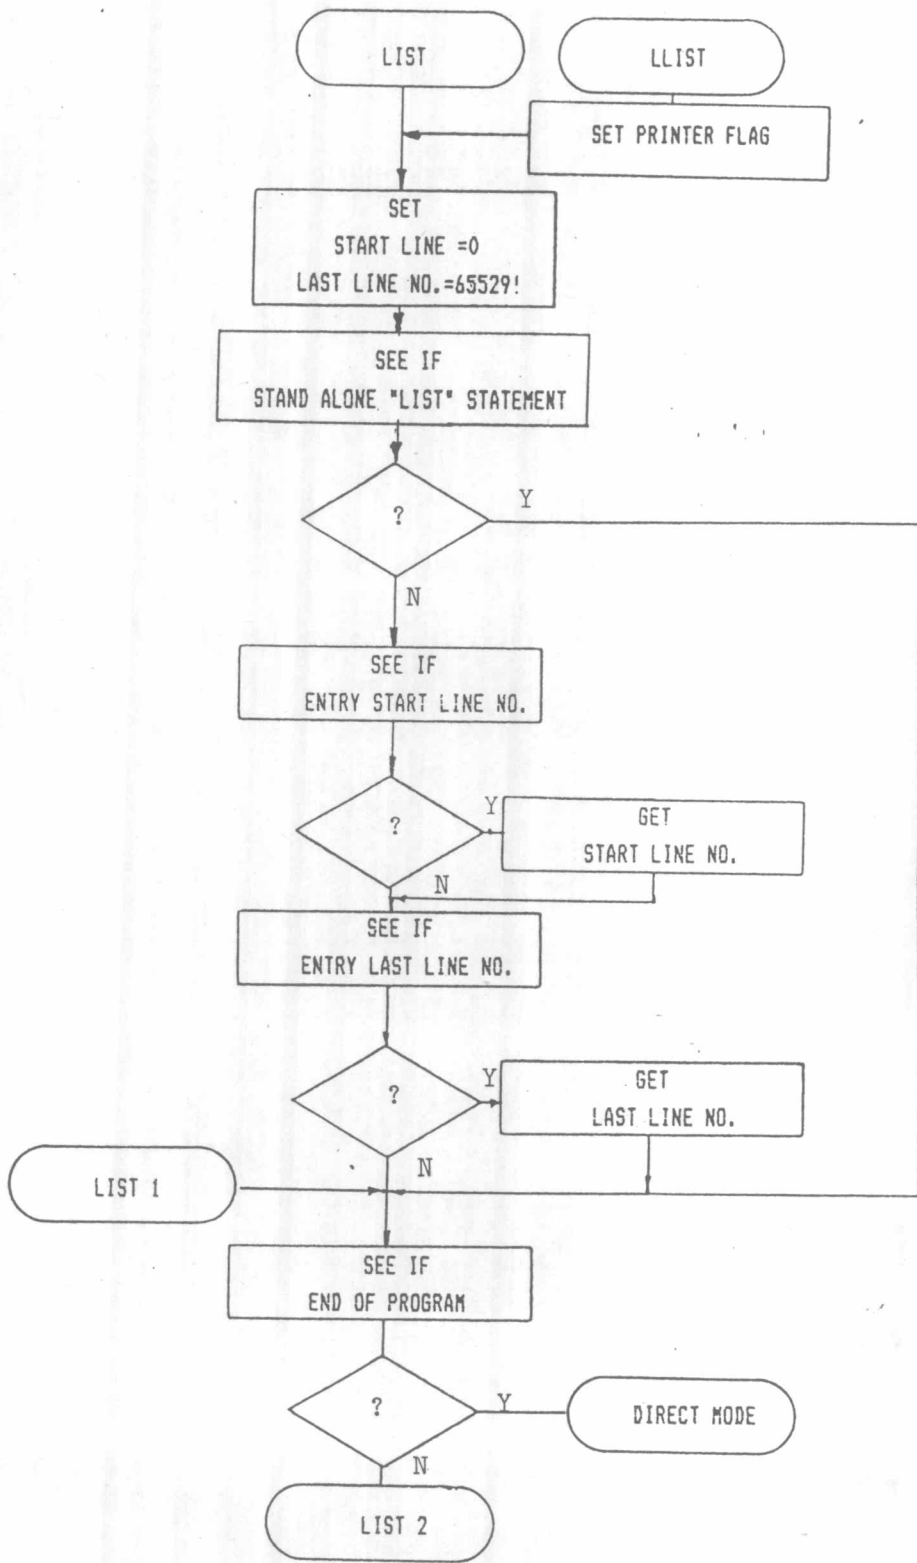 LIST
LLIST
SET PRINTER FLAG
SET
START LINE =0
LAST LINE NO.=65529!
SEE IF
STAND ALONE "LIST" STATEMENT
?
Y
N
SEE IF
ENTRY START LINE NO.
?
Y
GET
START LINE NO.
N
SEE IF
ENTRY LAST LINE NO.
?
Y
GET
LAST LINE NO.
N
LIST 1
SEE IF
END OF PROGRAM
?
Y
DIRECT MODE
N
LIST 2